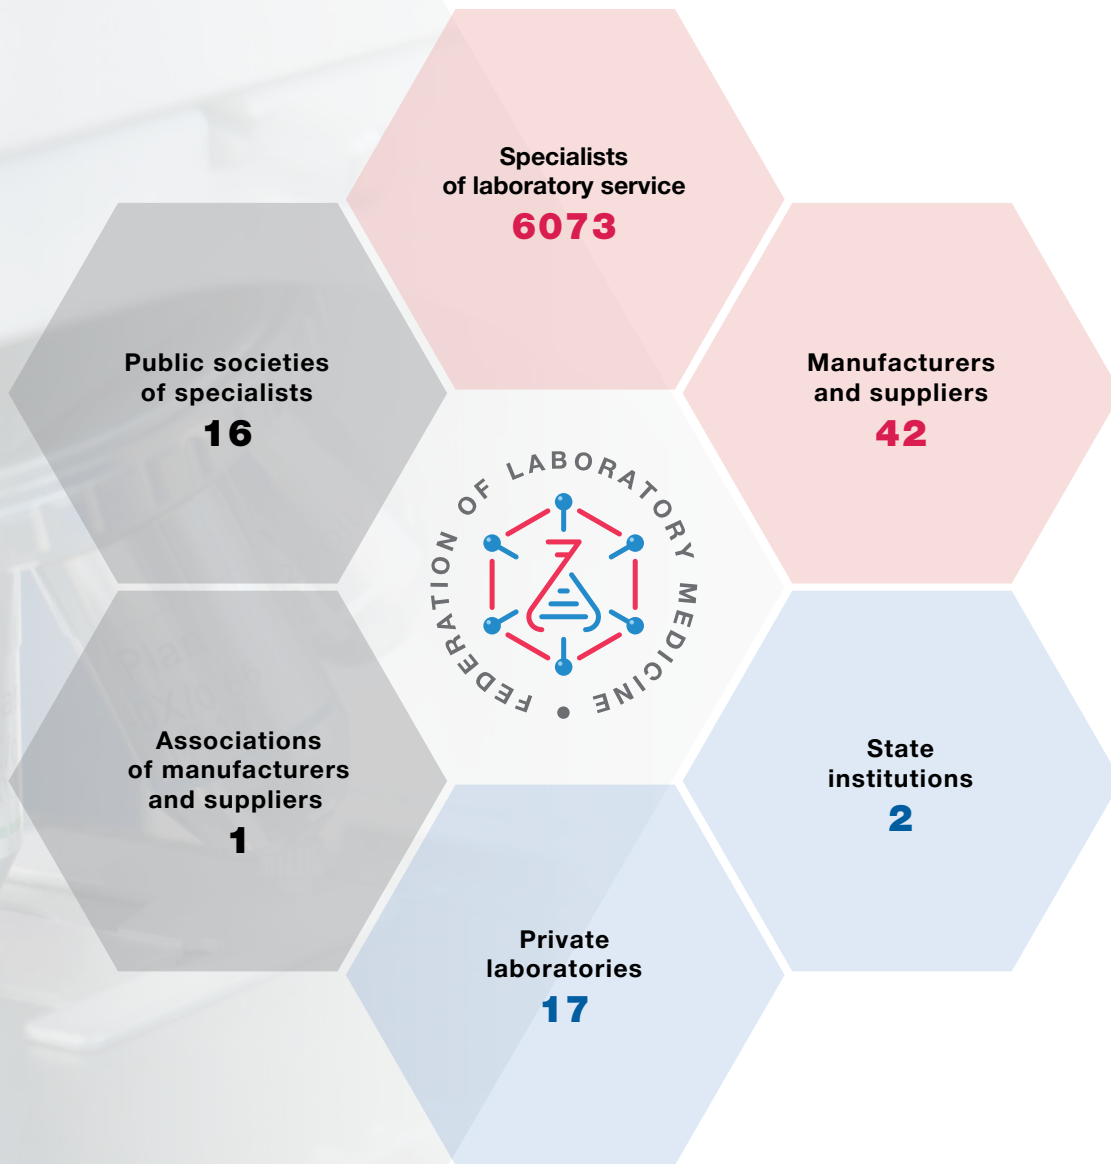 Specialists
of laboratory service
6073
Public societies
of specialists
16
Manufacturers
and suppliers
42
FEDERATION OF LABORATORY MEDICINE •
Associations
of manufacturers
and suppliers
1
State
institutions
2
Private
laboratories
17